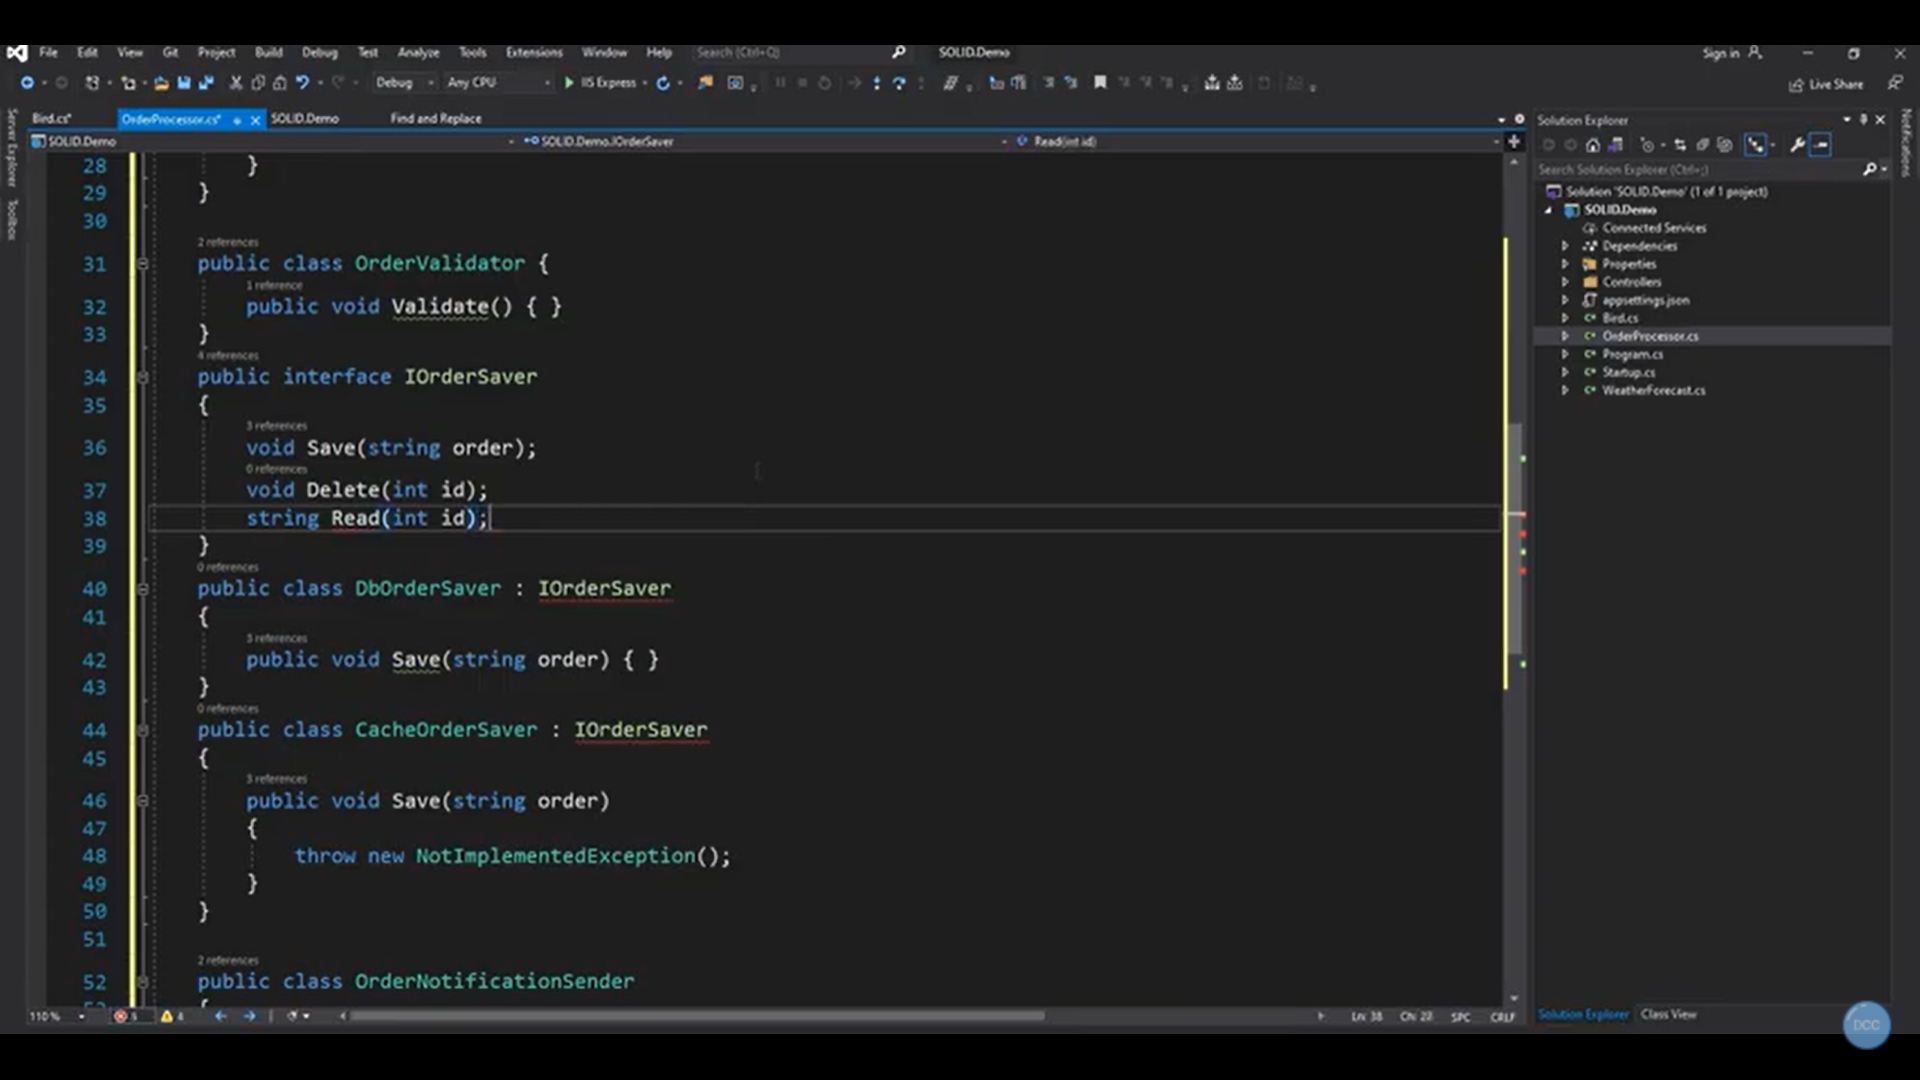 File Edit View Git Project Build Debug Test Analyze Tools Extensions Window Help Search (Ctrl+Q) SOLID.Demo Sign in
Debug Any CPU IIS Express Live Share
Server Explorer
Toolbox
Notifications
Bird.cs* OrderProcessor.cs* SOLID.Demo Find and Replace
SOLID.Demo SOLID.Demo.IOrderSaver Read(int id)
28 }
29 }
30
2 references
31 public class OrderValidator {
1 reference
32 public void Validate() { }
33 }
4 references
34 public interface IOrderSaver
35 {
3 references
36 void Save(string order);
0 references
37 void Delete(int id);
38 string Read(int id);
39 }
0 references
40 public class DbOrderSaver : IOrderSaver
41 {
3 references
42 public void Save(string order) { }
43 }
0 references
44 public class CacheOrderSaver : IOrderSaver
45 {
3 references
46 public void Save(string order)
47 {
48 throw new NotImplementedException();
49 }
50 }
51
2 references
52 public class OrderNotificationSender
110 % Ln: 38 SPC CRLF
Solution Explorer
Search Solution Explorer (Ctrl+;)
Solution 'SOLID.Demo' (1 of 1 project)
SOLID.Demo
Connected Services
Dependencies
Properties
Controllers
appsettings.json
Bird.cs
OrderProcessor.cs
Program.cs
Startup.cs
WeatherForecast.cs
Solution Explorer Class View
DCC